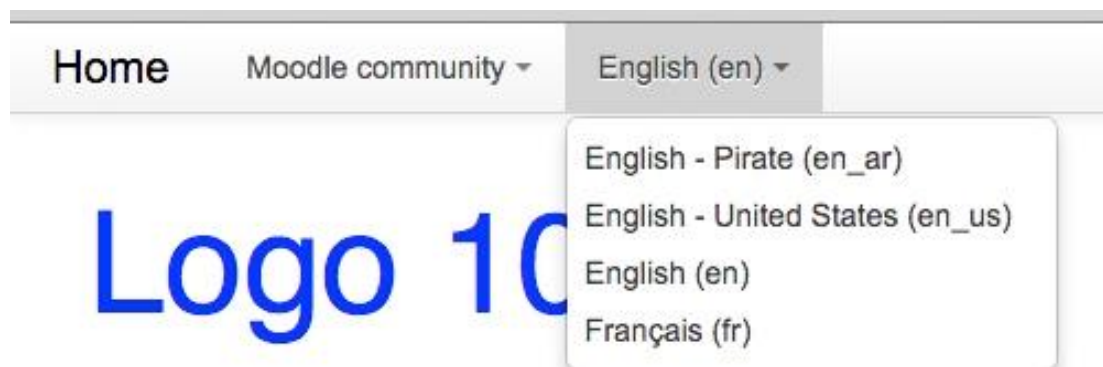 Home Moodle community English (en)
English - Pirate (en_ar)
English - United States (en_us)
English (en)
Français (fr)
Logo 10